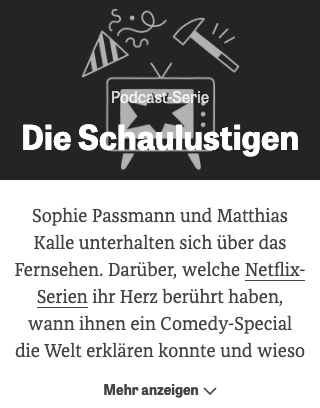 Podcast-Serie
Die Schaulustigen
Sophie Passmann und Matthias
Kalle unterhalten sich über das
Fernsehen. Darüber, welche Netflix-
Serien ihr Herz berührt haben,
wann ihnen ein Comedy-Special
die Welt erklären konnte und wieso
Mehr anzeigen